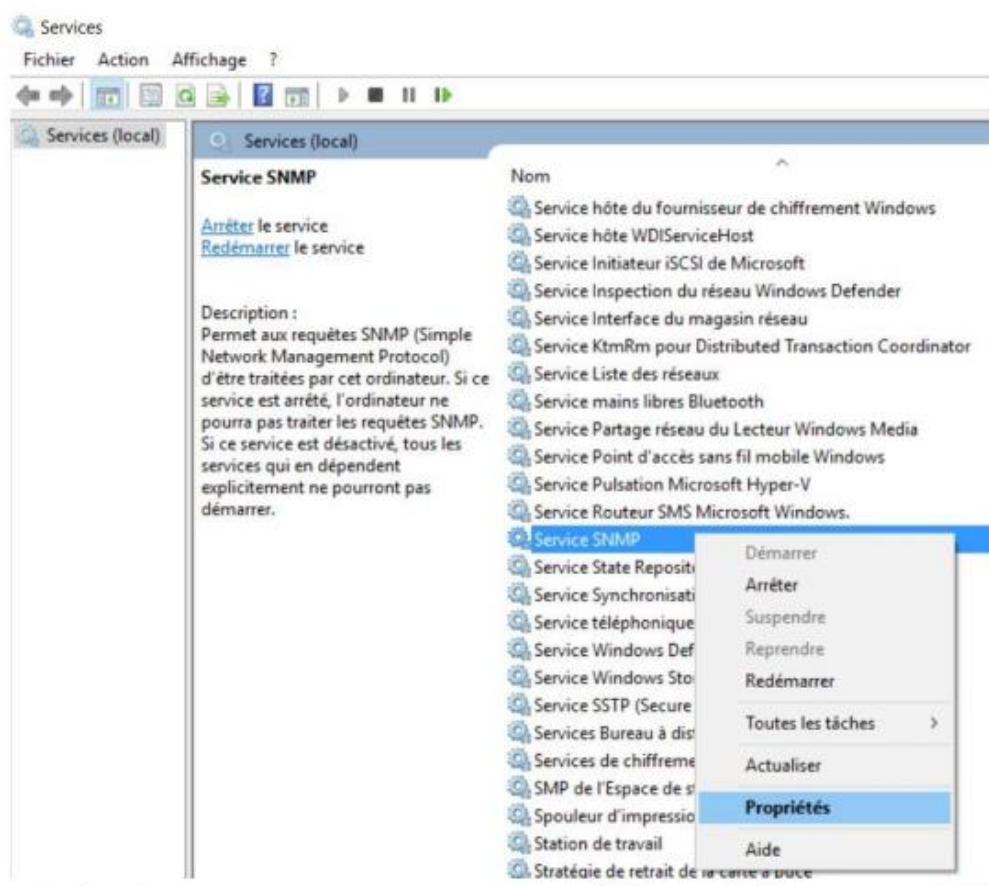 Services
Fichier Action Affichage ?
Services (local)
Services (local)
Service SNMP
Arrêter le service
Redémarrer le service
Description :
Permet aux requêtes SNMP (Simple
Network Management Protocol)
d'être traitées par cet ordinateur. Si ce
service est arrêté, l'ordinateur ne
pourra pas traiter les requêtes SNMP.
Si ce service est désactivé, tous les
services qui en dépendent
explicitement ne pourront pas
démarrer.
Nom
Service hôte du fournisseur de chiffrement Windows
Service hôte WDIServiceHost
Service Initiateur iSCSI de Microsoft
Service Inspection du réseau Windows Defender
Service Interface du magasin réseau
Service KtmRm pour Distributed Transaction Coordinator
Service Liste des réseaux
Service mains libres Bluetooth
Service Partage réseau du Lecteur Windows Media
Service Point d'accès sans fil mobile Windows
Service Pulsation Microsoft Hyper-V
Service Routeur SMS Microsoft Windows.
Service SNMP
Service State Reposit
Service Synchronisati
Service téléphonique
Service Windows Def
Service Windows Sto
Service SSTP (Secure
Services Bureau à dis
Services de chiffreme
SMP de l'Espace de s
Spouleur d'impressio
Station de travail
Stratégie de retrait de la carte à puce
Démarrer
Arrêter
Suspendre
Reprendre
Redémarrer
Toutes les tâches >
Actualiser
Propriétés
Aide